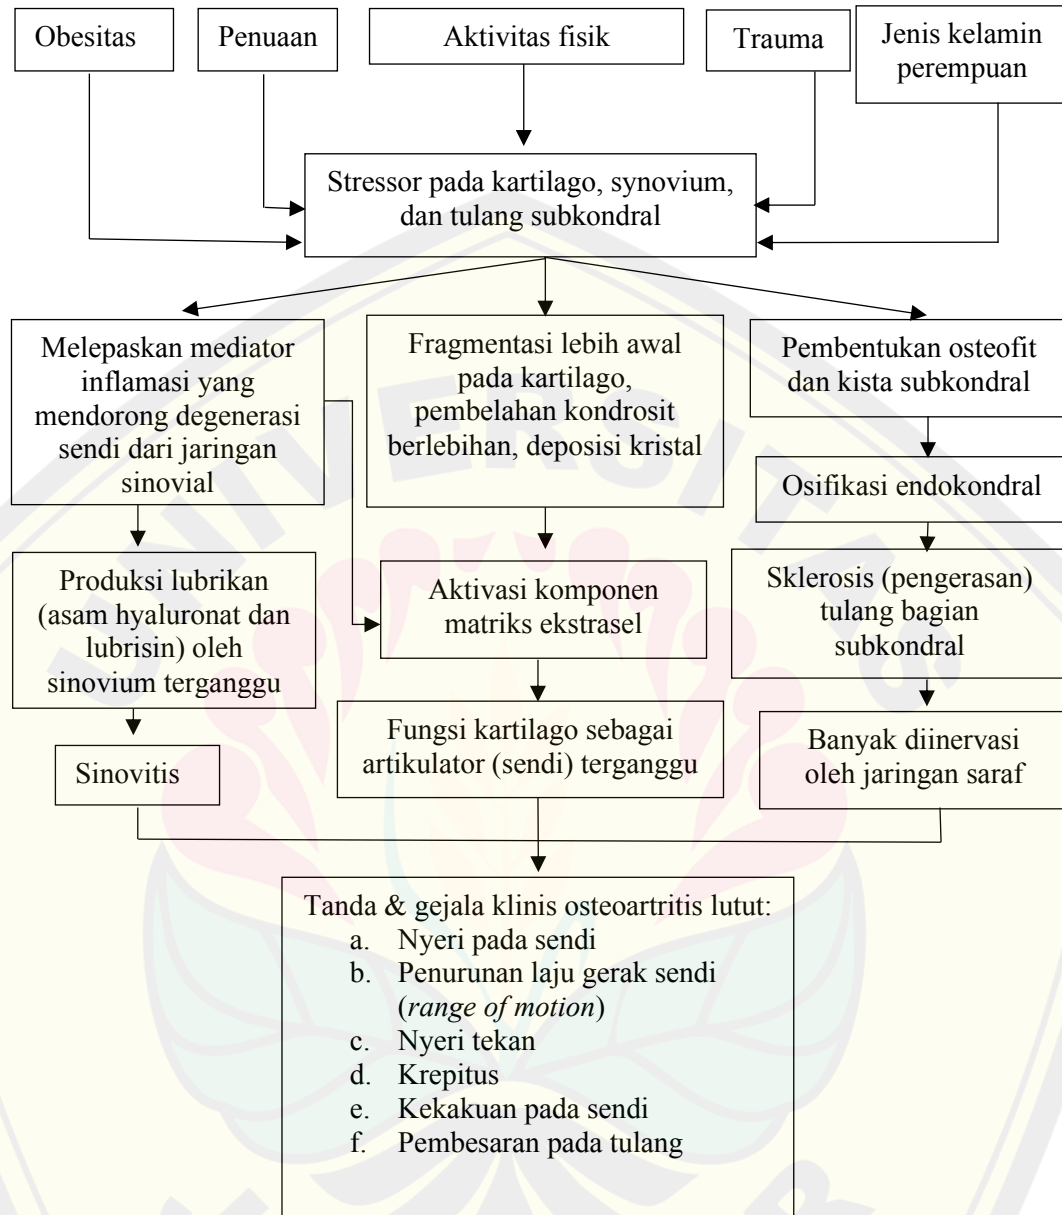 Obesitas
Penuaan
Aktivitas fisik
Trauma
Jenis kelamin
perempuan
Stressor pada kartilago, synovium,
dan tulang subkondral
Melepaskan mediator
inflamasi yang
mendorong degenerasi
sendi dari jaringan
sinovial
Fragmentasi lebih awal
pada kartilago,
pembelahan kondrosit
berlebihan, deposisi kristal
Pembentukan osteofit
dan kista subkondral
Osifikasi endokondral
Produksi lubrikan
(asam hyaluronat dan
lubrisin) oleh
sinovium terganggu
Aktivasi komponen
matriks ekstrasel
Sklerosis (pengerasan)
tulang bagian
subkondral
Sinovitis
Fungsi kartilago sebagai
artikulator (sendi) terganggu
Banyak diinervasi
oleh jaringan saraf
Tanda & gejala klinis osteoartritis lutut:
a. Nyeri pada sendi
b. Penurunan laju gerak sendi
(range of motion)
c. Nyeri tekan
d. Krepitus
e. Kekakuan pada sendi
f. Pembesaran pada tulang
UNIVERSITAS